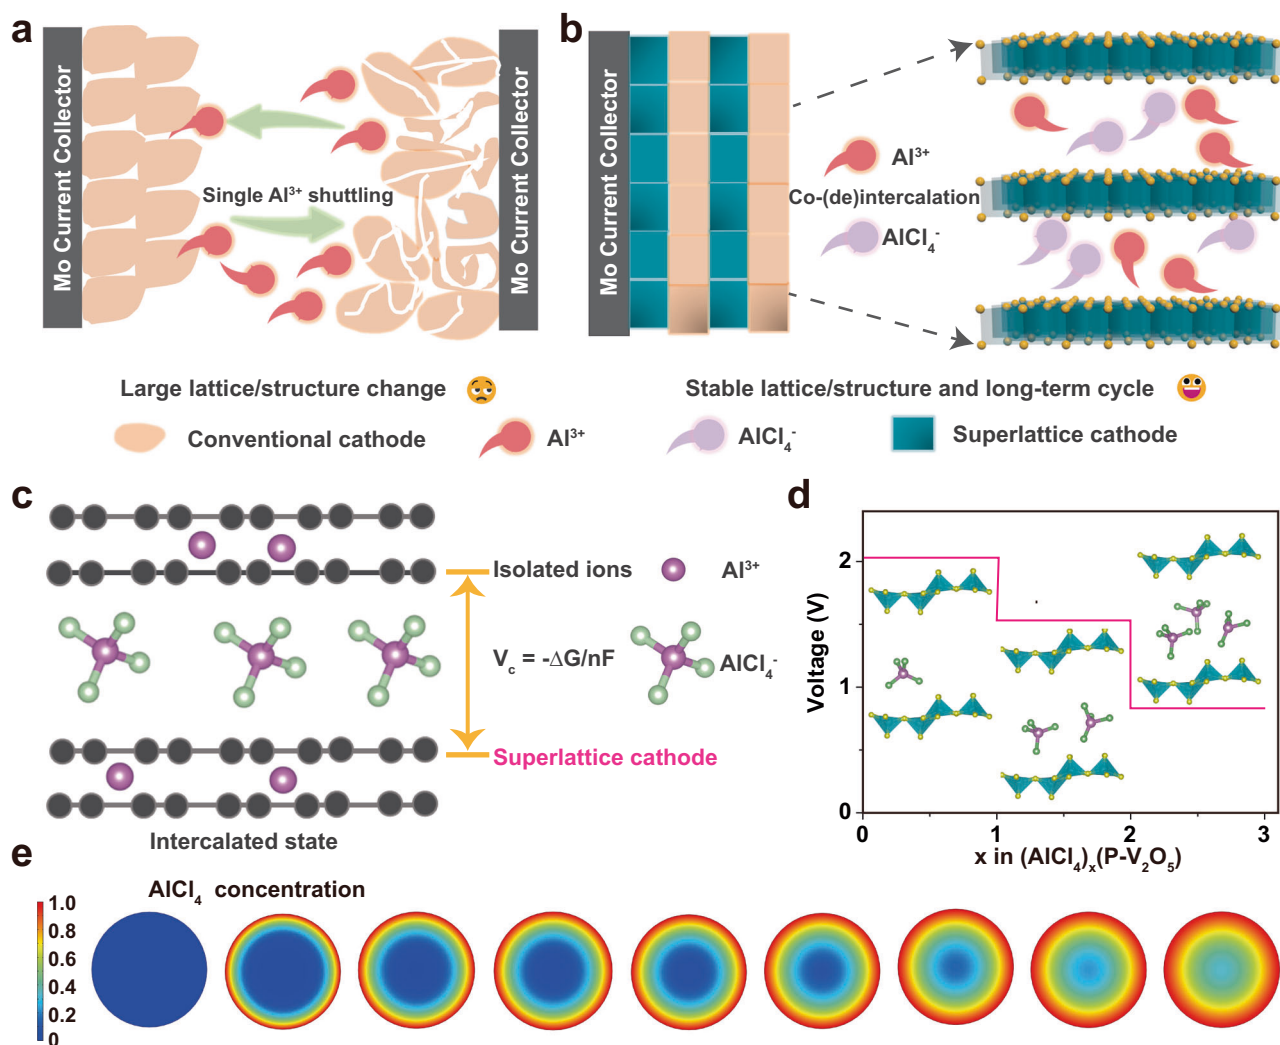 a
Mo Current Collector
Single Al³⁺ shuttling
Mo Current Collector
b
Mo Current Collector
Al³⁺
Co-(de)intercalation
AlCl₄⁻
Large lattice/structure change
Stable lattice/structure and long-term cycle
Conventional cathode
Al³⁺
AlCl₄⁻
Superlattice cathode
c
Isolated ions
Al³⁺
V_c = -ΔG/nF
AlCl₄⁻
Superlattice cathode
Intercalated state
d
Voltage (V)
2
1
0
0
1
2
3
x in (AlCl₄)ₓ(P-V₂O₅)
e
AlCl₄ concentration
1.0
0.8
0.6
0.4
0.2
0